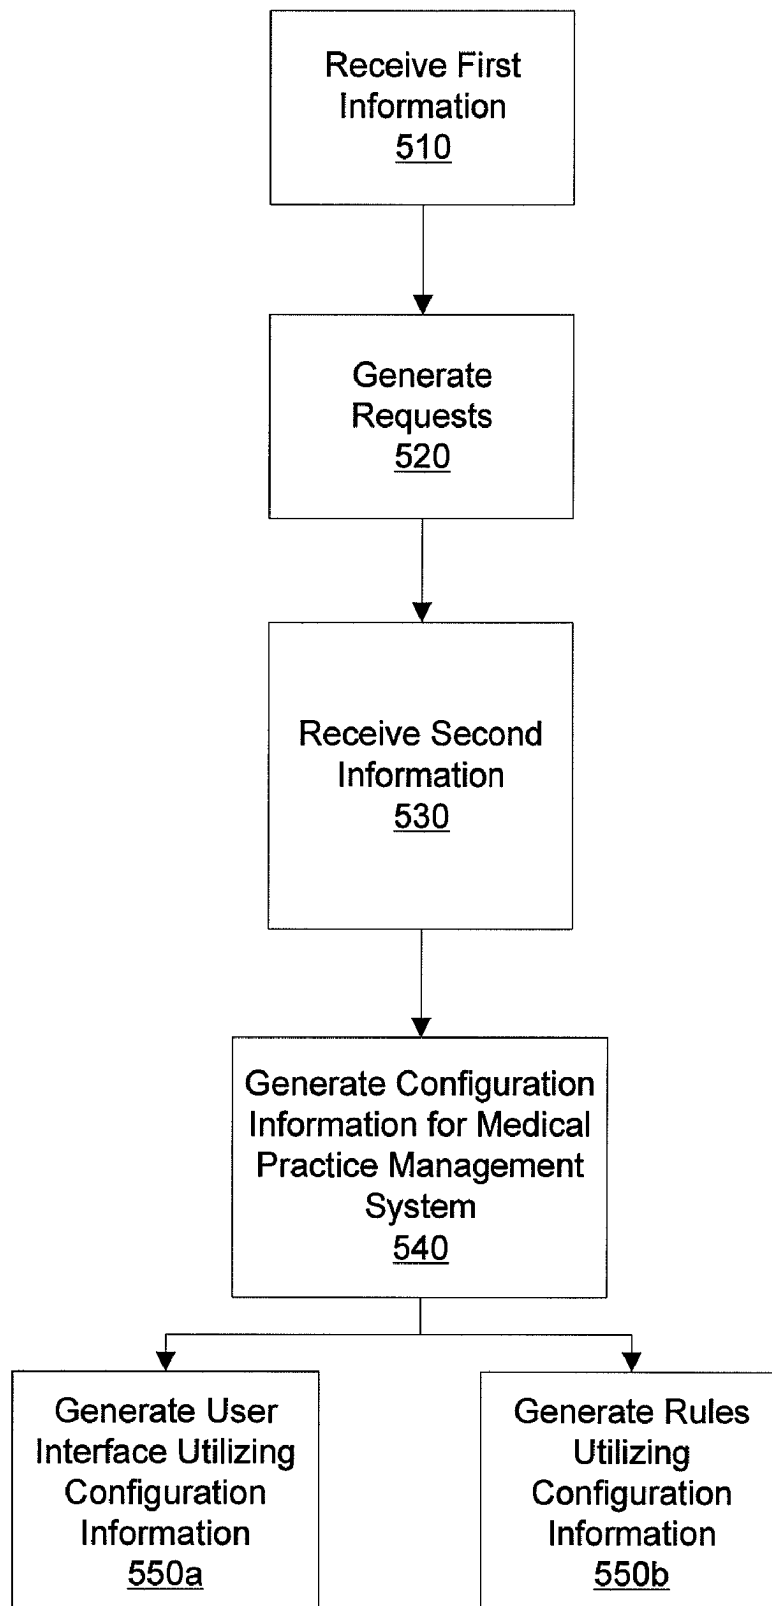 Receive First
Information
510
Generate
Requests
520
Receive Second
Information
530
Generate Configuration
Information for Medical
Practice Management
System
540
Generate User
Interface Utilizing
Configuration
Information
550a
Generate Rules
Utilizing
Configuration
Information
550b